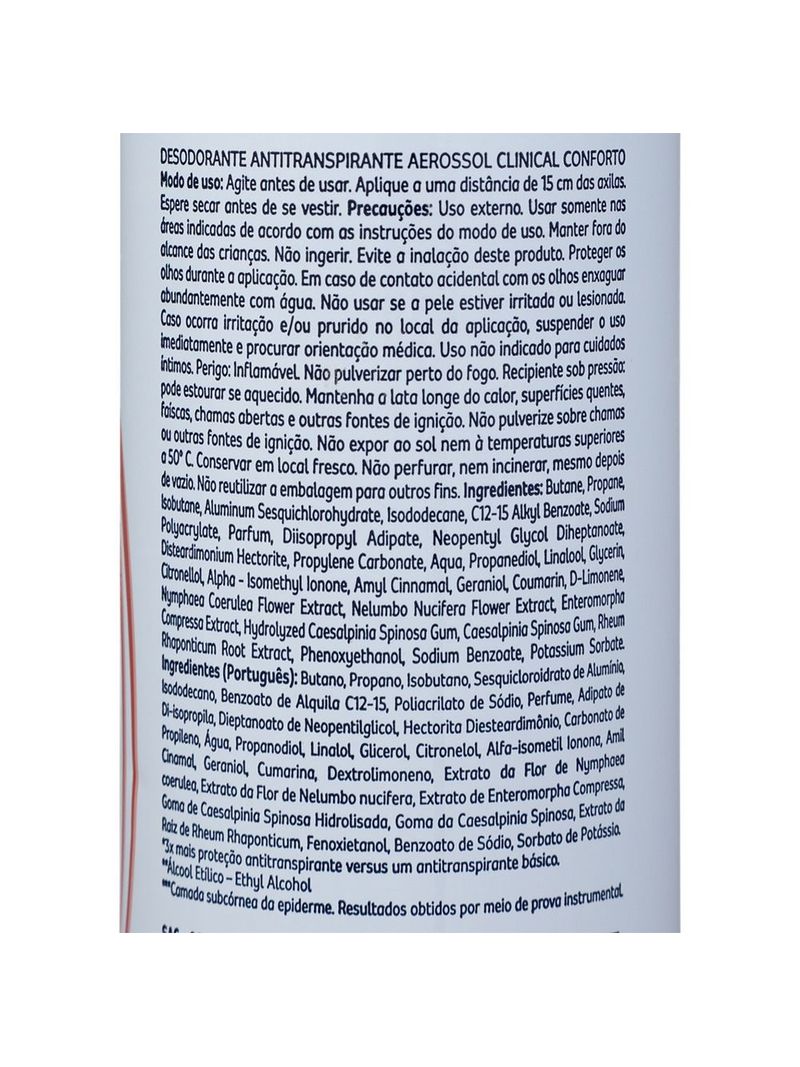 DESODORANTE ANTITRANSPIRANTE AEROSSOL CLINICAL CONFORTO
Modo de uso: Agite antes de usar. Aplique a uma distância de 15 cm das axilas.
Espere secar antes de se vestir. Precauções: Uso externo. Usar somente nas
áreas indicadas de acordo com as instruções do modo de uso. Manter fora do
alcance das crianças. Não ingerir. Evite a inalação deste produto. Proteger os
olhos durante a aplicação. Em caso de contato acidental com os olhos enxaguar
abundantemente com água. Não usar se a pele estiver irritada ou lesionada.
Caso ocorra irritação e/ou prurido no local da aplicação, suspender o uso
imediatamente e procurar orientação médica. Uso não indicado para cuidados
íntimos. Perigo: Inflamável. Não pulverizar perto do fogo. Recipiente sob pressão:
pode estourar se aquecido. Mantenha a lata longe do calor, superfícies quentes,
faíscas, chamas abertas e outras fontes de ignição. Não pulverize sobre chamas
ou outras fontes de ignição. Não expor ao sol nem à temperaturas superiores
a 50° C. Conservar em local fresco. Não perfurar, nem incinerar, mesmo depois
de vazio. Não reutilizar a embalagem para outros fins. Ingredientes: Butane, Propane,
Isobutane, Aluminum Sesquichlorohydrate, Isododecane, C12-15 Alkyl Benzoate, Sodium
Polyacrylate, Parfum, Diisopropyl Adipate, Neopentyl Glycol Diheptanoate,
Disteardimonium Hectorite, Propylene Carbonate, Aqua, Propanediol, Linalool, Glycerin,
Citronellol, Alpha - Isomethyl Ionone, Amyl Cinnamal, Geraniol, Coumarin, D-Limonene,
Nymphaea Coerulea Flower Extract, Nelumbo Nucifera Flower Extract, Enteromorpha
Compressa Extract, Hydrolyzed Caesalpinia Spinosa Gum, Caesalpinia Spinosa Gum, Rheum
Rhaponticum Root Extract, Phenoxyethanol, Sodium Benzoate, Potassium Sorbate.
Ingredientes (Português): Butano, Propano, Isobutano, Sesquicloroidrato de Alumínio,
Isododecano, Benzoato de Alquila C12-15, Poliacrilato de Sódio, Perfume, Adipato de
Di-isopropila, Dieptanoato de Neopentilglicol, Hectorita Diesteardimônio, Carbonato de
Propileno, Água, Propanodiol, Linalol, Glicerol, Citronelol, Alfa-isometil Ionona, Amil
Cinamal, Geraniol, Cumarina, Dextrolimoneno, Extrato da Flor de Nymphaea
coerulea, Extrato da Flor de Nelumbo nucifera, Extrato de Enteromorpha Compressa,
Goma de Caesalpinia Spinosa Hidrolisada, Goma da Caesalpinia Spinosa, Extrato da
Raiz de Rheum Rhaponticum, Fenoxietanol, Benzoato de Sódio, Sorbato de Potássio.
*3x mais proteção antitranspirante versus um antitranspirante básico.
**Álcool Etílico – Ethyl Alcohol
***Camada subcórnea da epiderme. Resultados obtidos por meio de prova instrumental.